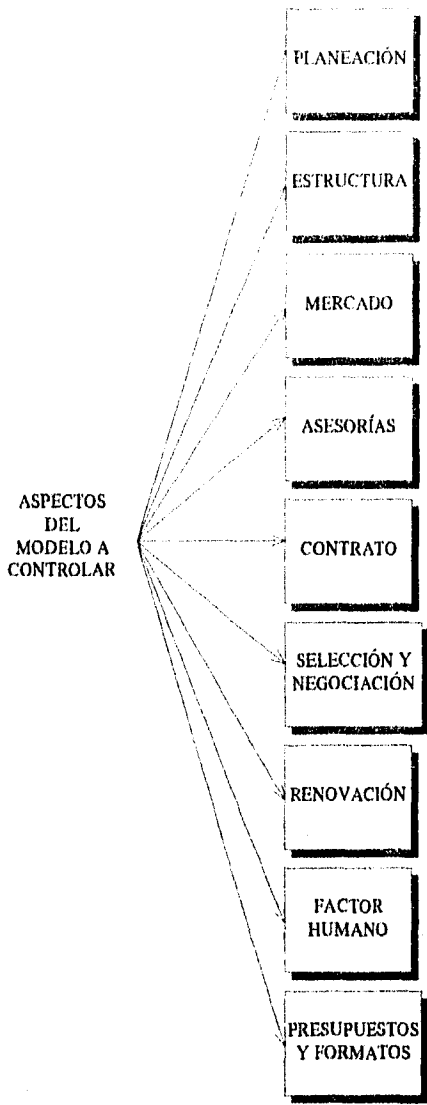 PLANEACIÓN
ESTRUCTURA
MERCADO
ASESORÍAS
ASPECTOS
DEL
MODELO A
CONTROLAR
CONTRATO
SELECCIÓN Y
NEGOCIACIÓN
RENOVACIÓN
FACTOR
HUMANO
PRESUPUESTOS
Y FORMATOS